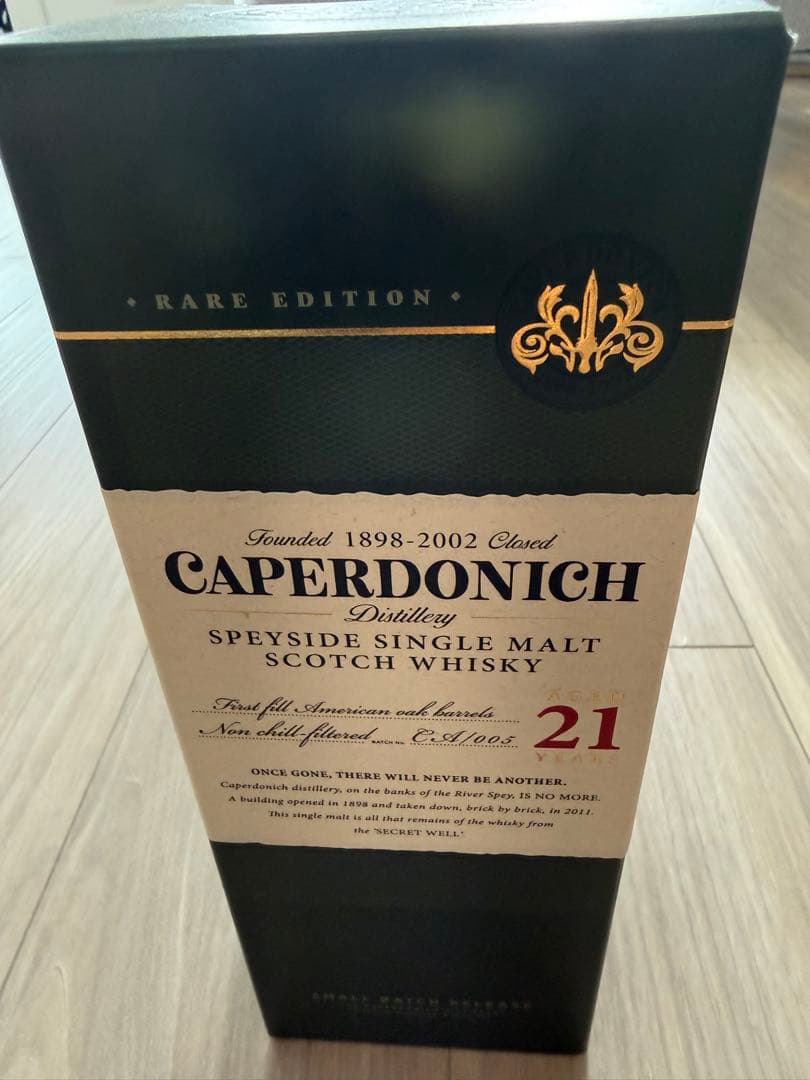 • RARE EDITION •
Founded 1898-2002 Closed
CAPERDONICH
Distillery
SPEYSIDE SINGLE MALT
SCOTCH WHISKY
First fill American oak barrels
Non chill-filtered BATCH No. CA/005
AGED
21
YEARS
ONCE GONE, THERE WILL NEVER BE ANOTHER.
Caperdonich distillery, on the banks of the River Spey, IS NO MORE.
A building opened in 1898 and taken down, brick by brick, in 2011.
This single malt is all that remains of the whisky from
the 'SECRET WELL'
SMALL BATCH RELEASE